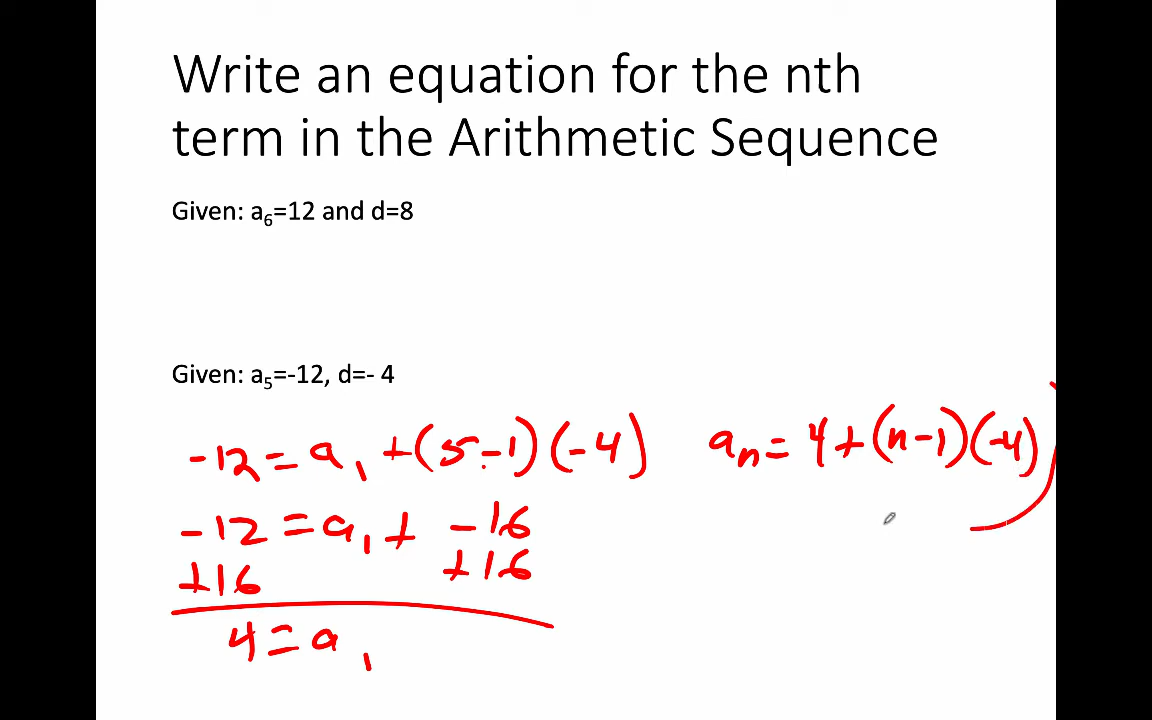 Write an equation for the nth
term in the Arithmetic Sequence
Given: a₆=12 and d=8
Given: a₅=-12, d=- 4
-12 = a₁ + (5-1)(-4)
aₙ = 4 + (n-1)(-4)
-12 = a₁ + -16
+16 +16
4 = a₁